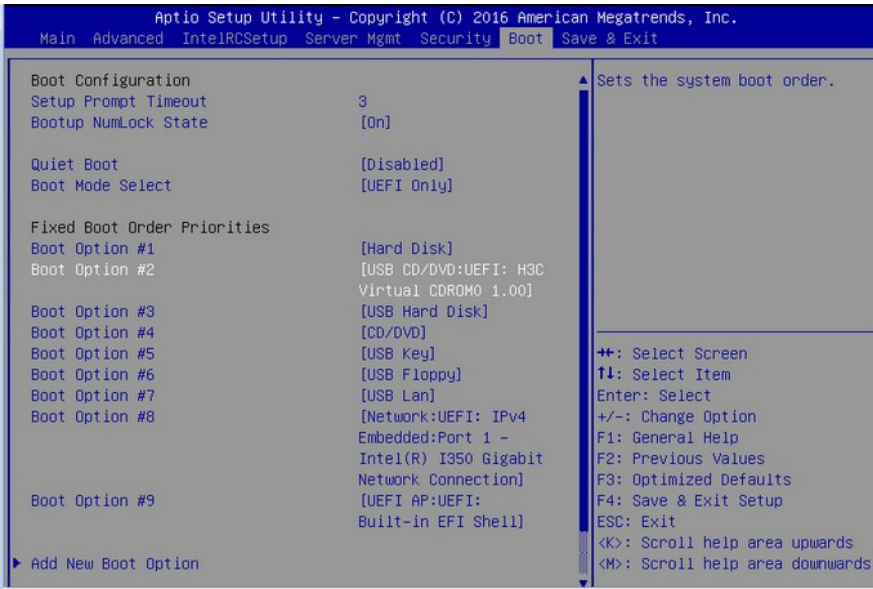 Aptio Setup Utility – Copyright (C) 2016 American Megatrends, Inc.
Main Advanced IntelRCSetup Server Mgmt Security Boot Save & Exit
Boot Configuration
Setup Prompt Timeout 3
Bootup NumLock State [On]
Quiet Boot [Disabled]
Boot Mode Select [UEFI Only]
Fixed Boot Order Priorities
Boot Option #1 [Hard Disk]
Boot Option #2 [USB CD/DVD:UEFI: H3C
Virtual CDROM0 1.00]
Boot Option #3 [USB Hard Disk]
Boot Option #4 [CD/DVD]
Boot Option #5 [USB Key]
Boot Option #6 [USB Floppy]
Boot Option #7 [USB Lan]
Boot Option #8 [Network:UEFI: IPv4
Embedded:Port 1 –
Intel(R) I350 Gigabit
Network Connection]
Boot Option #9 [UEFI AP:UEFI:
Built-in EFI Shell]
Add New Boot Option
Sets the system boot order.
→←: Select Screen
↑↓: Select Item
Enter: Select
+/-: Change Option
F1: General Help
F2: Previous Values
F3: Optimized Defaults
F4: Save & Exit Setup
ESC: Exit
<K>: Scroll help area upwards
<M>: Scroll help area downwards